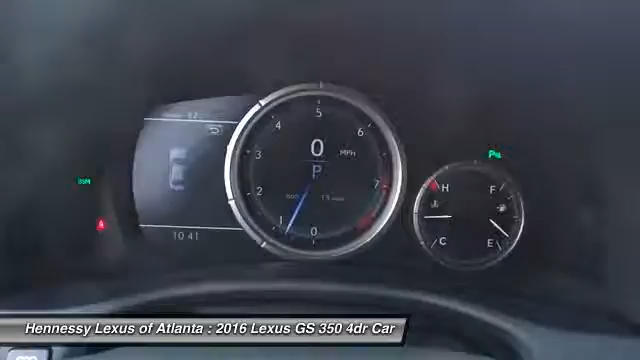 5
4
6
0
MPH
3
P
7
2
1
0
10:41
BSM
H
F
C
E
P
Hennessy Lexus of Atlanta : 2016 Lexus GS 350 4dr Car